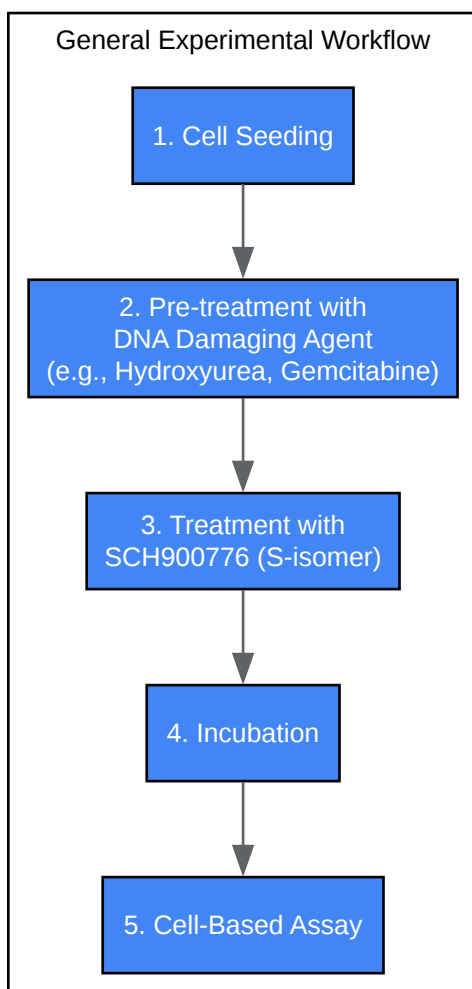 General Experimental Workflow
1. Cell Seeding
2. Pre-treatment with
DNA Damaging Agent
(e.g., Hydroxyurea, Gemcitabine)
3. Treatment with
SCH900776 (S-isomer)
4. Incubation
5. Cell-Based Assay